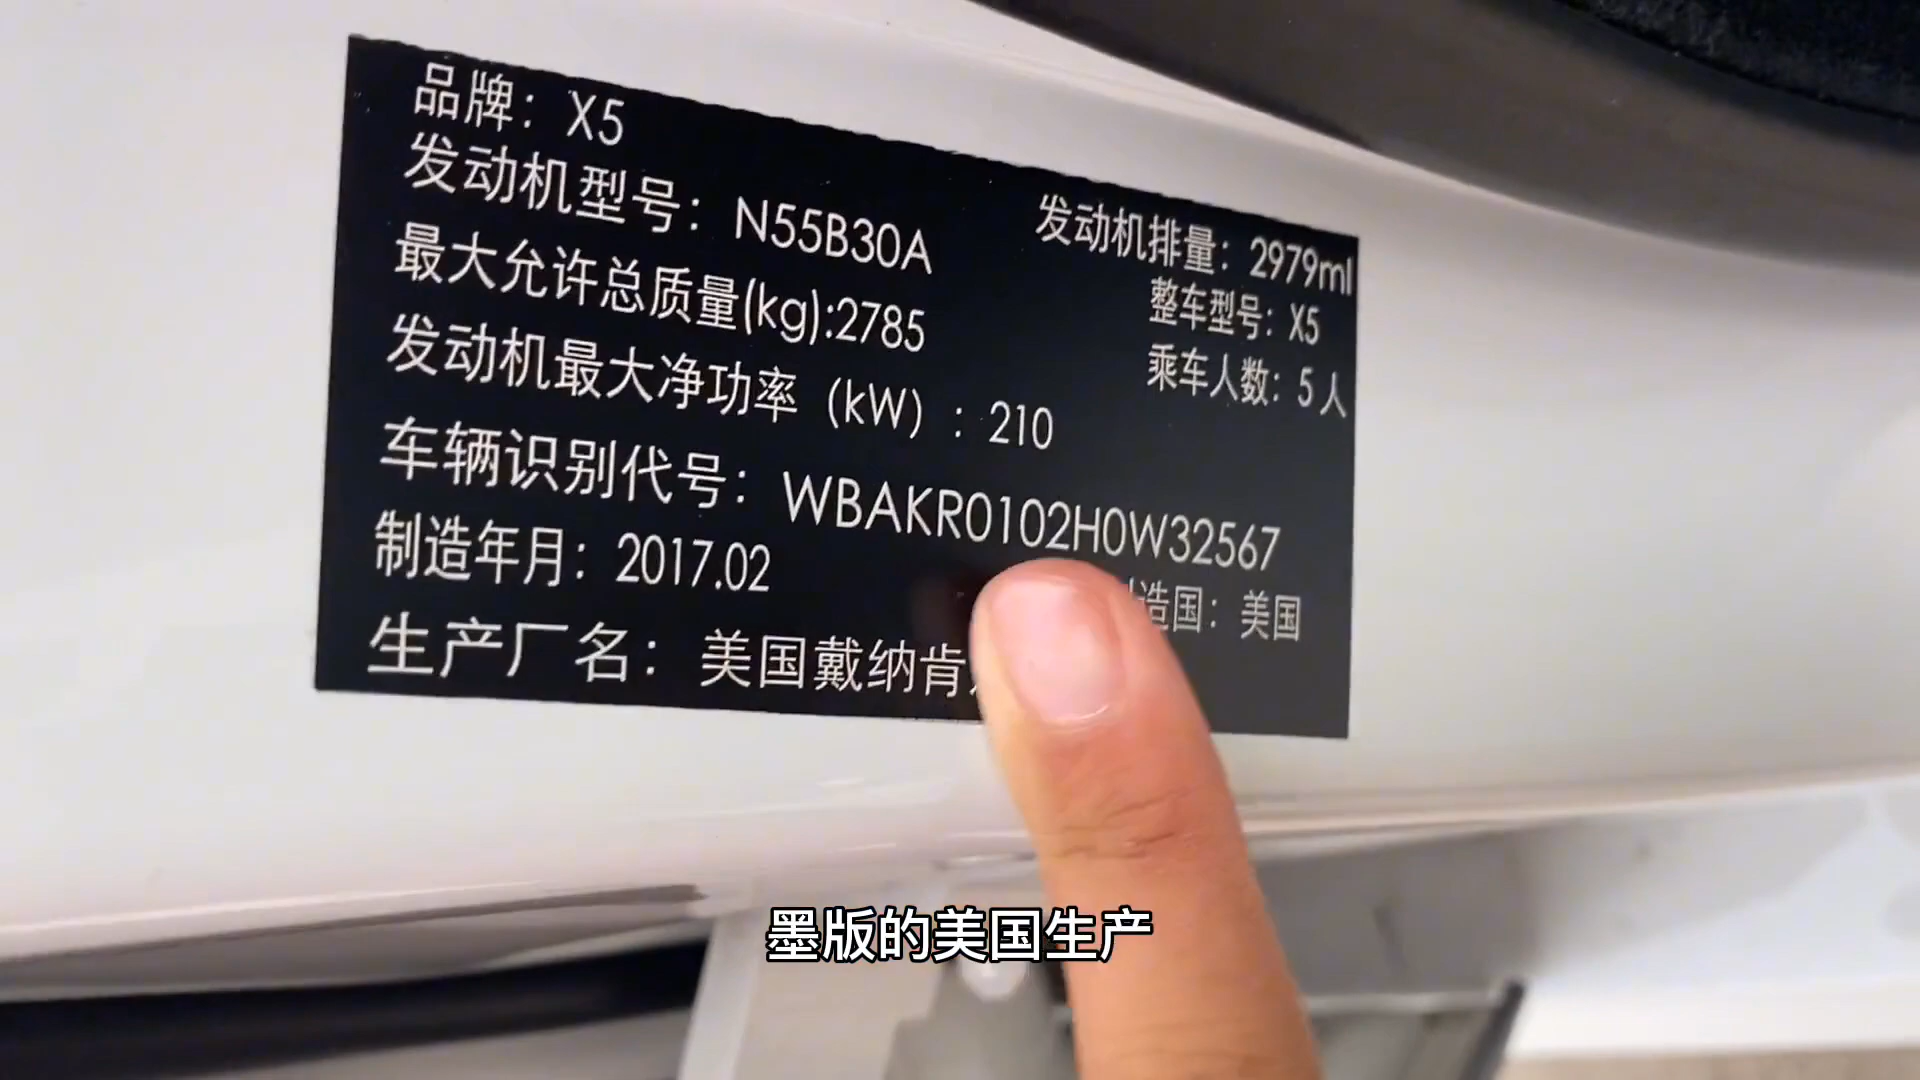 品牌：X5
发动机型号：N55B30A
发动机排量：2979ml
最大允许总质量(kg):2785
整车型号：X5
发动机最大净功率（kW）：210
乘车人数：5人
车辆识别代号：WBAKR0102H0W32567
制造年月：2017.02
造国：美国
生产厂名：美国戴纳肯
墨版的美国生产